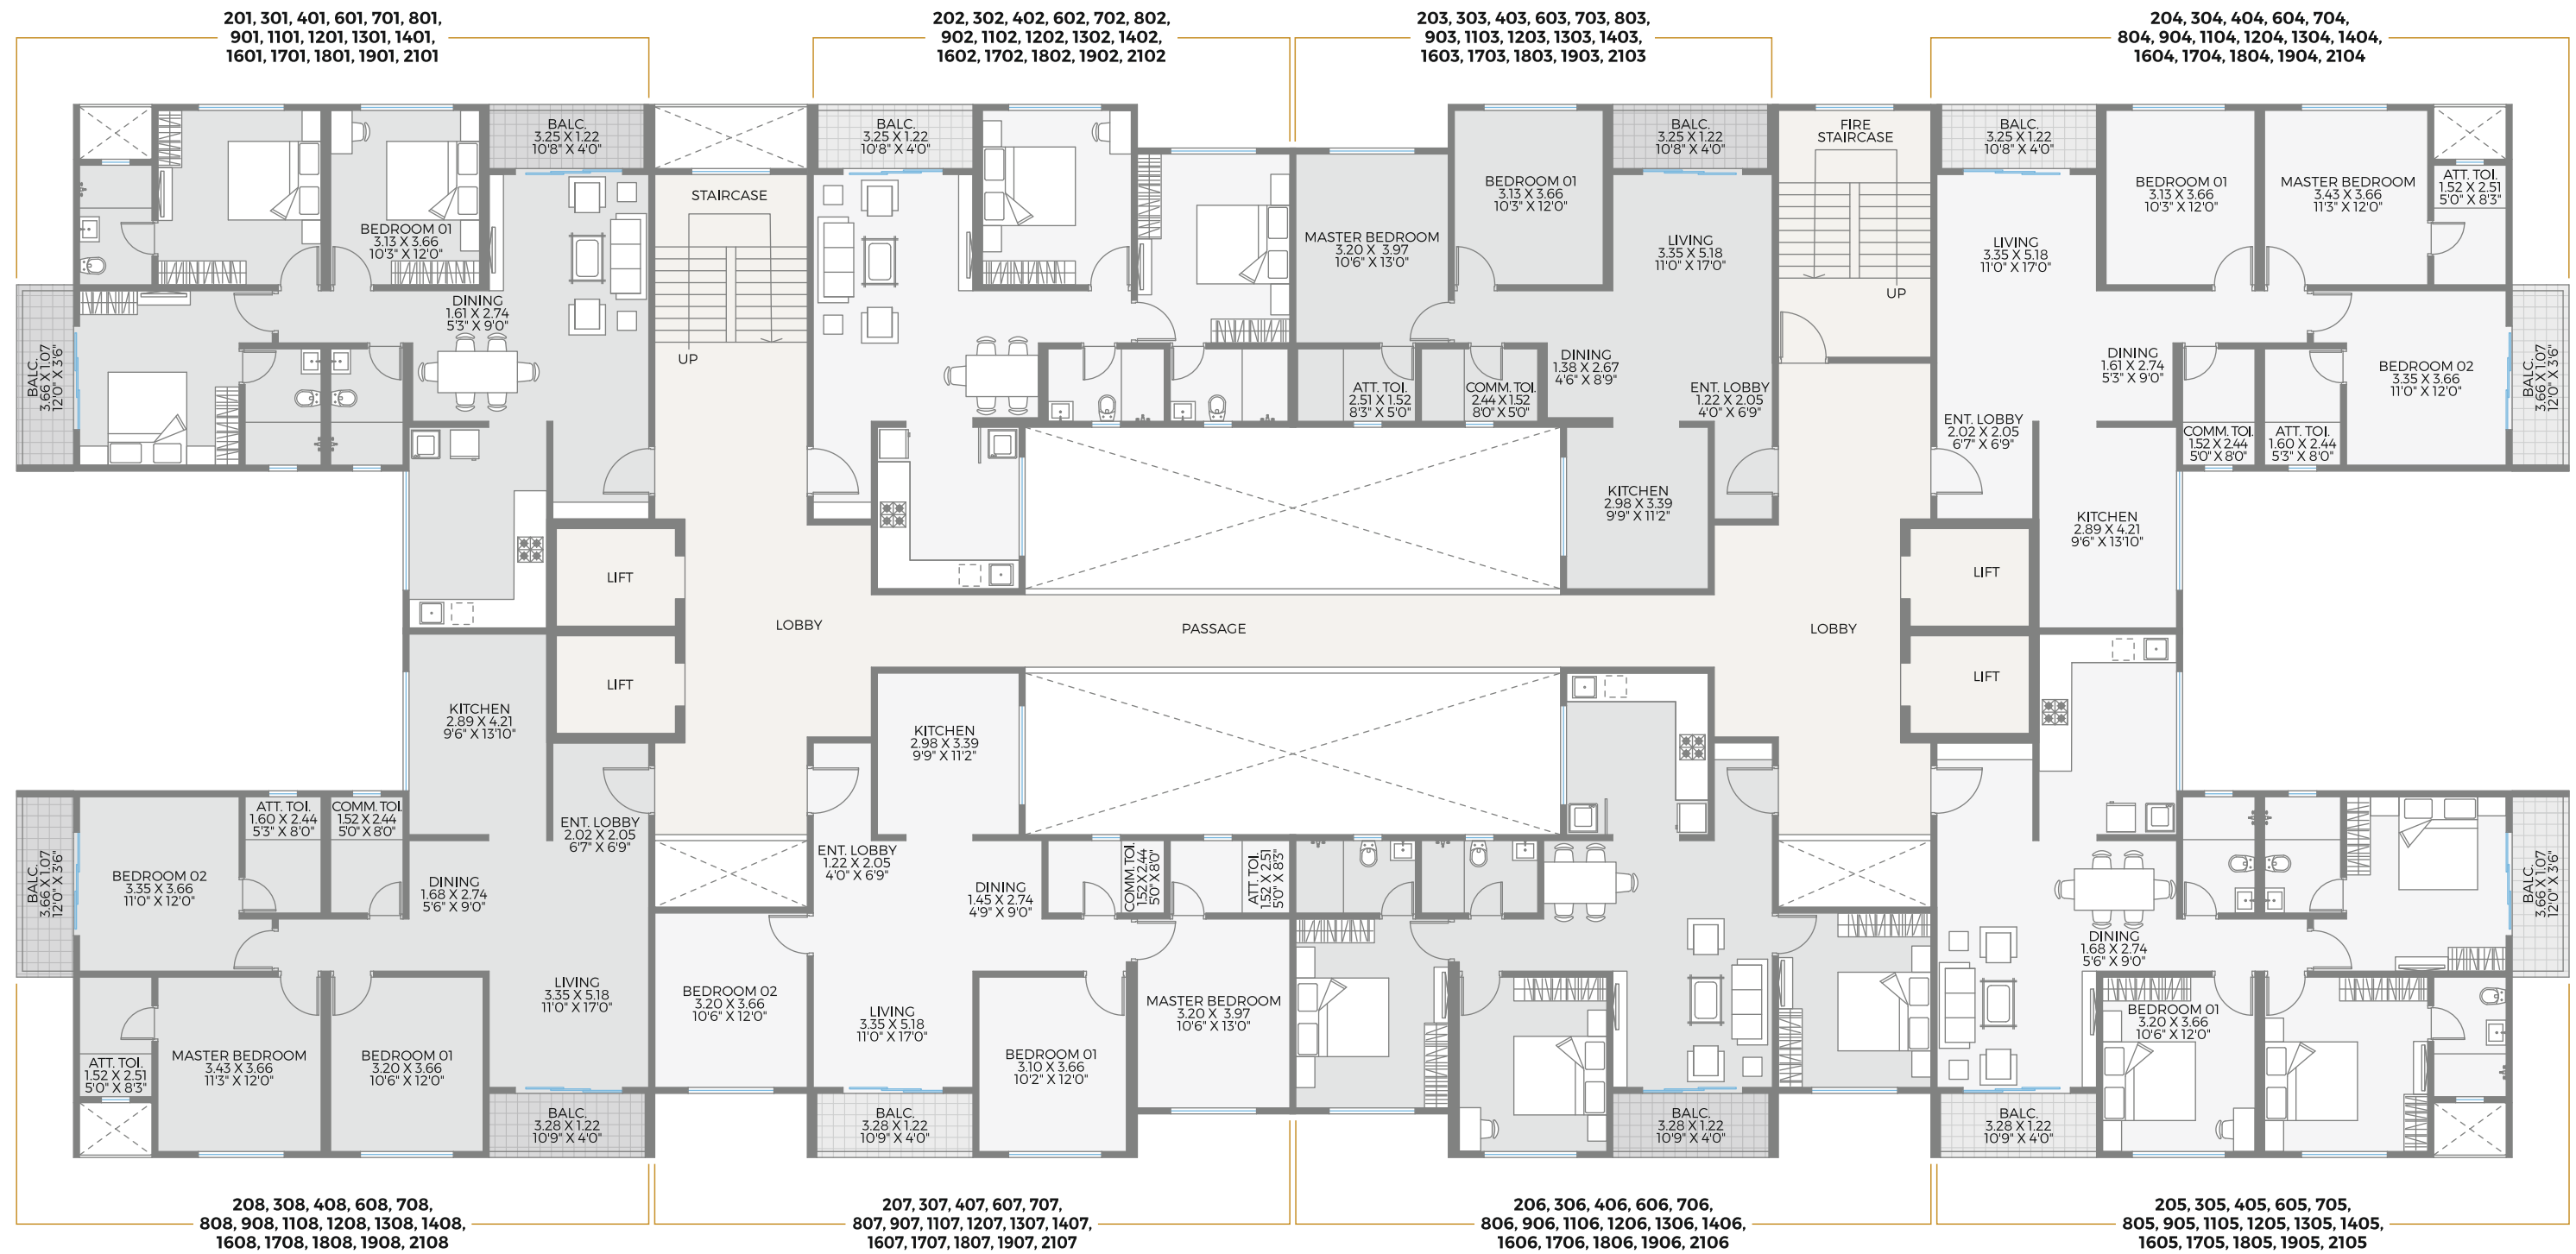 201, 301, 401, 601, 701, 801,
901, 1101, 1201, 1301, 1401,
1601, 1701, 1801, 1901, 2101
202, 302, 402, 602, 702, 802,
902, 1102, 1202, 1302, 1402,
1602, 1702, 1802, 1902, 2102
203, 303, 403, 603, 703, 803,
903, 1103, 1203, 1303, 1403,
1603, 1703, 1803, 1903, 2103
204, 304, 404, 604, 704,
804, 904, 1104, 1204, 1304, 1404,
1604, 1704, 1804, 1904, 2104
BALC.
3.25 X 1.22
10'8" X 4'0"
BEDROOM 01
3.13 X 3.66
10'3" X 12'0"
DINING
1.61 X 2.74
5'3" X 9'0"
BALC.
3.66 X 1.07
12'0" X 3'6"
STAIRCASE
UP
BALC.
3.25 X 1.22
10'8" X 4'0"
MASTER BEDROOM
3.20 X 3.97
10'6" X 13'0"
BEDROOM 01
3.13 X 3.66
10'3" X 12'0"
BALC.
3.25 X 1.22
10'8" X 4'0"
LIVING
3.35 X 5.18
11'0" X 17'0"
DINING
1.38 X 2.67
4'6" X 8'9"
ATT. TOI.
2.51 X 1.52
8'3" X 5'0"
COMM. TOI.
2.44 X 1.52
8'0" X 5'0"
ENT. LOBBY
1.22 X 2.05
4'0" X 6'9"
KITCHEN
2.98 X 3.39
9'9" X 11'2"
FIRE
STAIRCASE
UP
BALC.
3.25 X 1.22
10'8" X 4'0"
LIVING
3.35 X 5.18
11'0" X 17'0"
BEDROOM 01
3.13 X 3.66
10'3" X 12'0"
MASTER BEDROOM
3.43 X 3.66
11'3" X 12'0"
ATT. TOI.
1.52 X 2.51
5'0" X 8'3"
DINING
1.61 X 2.74
5'3" X 9'0"
BEDROOM 02
3.35 X 3.66
11'0" X 12'0"
BALC.
3.66 X 1.07
12'0" X 3'6"
ENT. LOBBY
2.02 X 2.05
6'7" X 6'9"
COMM. TOI.
1.52 X 2.44
5'0" X 8'0"
ATT. TOI.
1.60 X 2.44
5'3" X 8'0"
KITCHEN
2.89 X 4.21
9'6" X 13'10"
LIFT
LIFT
LOBBY
PASSAGE
LOBBY
LIFT
LIFT
KITCHEN
2.89 X 4.21
9'6" X 13'10"
ENT. LOBBY
2.02 X 2.05
6'7" X 6'9"
ATT. TOI.
1.60 X 2.44
5'3" X 8'0"
COMM. TOI.
1.52 X 2.44
5'0" X 8'0"
BALC.
3.66 X 1.07
12'0" X 3'6"
BEDROOM 02
3.35 X 3.66
11'0" X 12'0"
DINING
1.68 X 2.74
5'6" X 9'0"
LIVING
3.35 X 5.18
11'0" X 17'0"
ATT. TOI.
1.52 X 2.51
5'0" X 8'3"
MASTER BEDROOM
3.43 X 3.66
11'3" X 12'0"
BEDROOM 01
3.20 X 3.66
10'6" X 12'0"
BALC.
3.28 X 1.22
10'9" X 4'0"
KITCHEN
2.98 X 3.39
9'9" X 11'2"
ENT. LOBBY
1.22 X 2.05
4'0" X 6'9"
DINING
1.45 X 2.74
4'9" X 9'0"
COMM. TOI.
1.52 X 2.44
5'0" X 8'0"
ATT. TOI.
1.52 X 2.51
5'0" X 8'3"
BEDROOM 02
3.20 X 3.66
10'6" X 12'0"
LIVING
3.35 X 5.18
11'0" X 17'0"
BEDROOM 01
3.10 X 3.66
10'2" X 12'0"
MASTER BEDROOM
3.20 X 3.97
10'6" X 13'0"
BALC.
3.28 X 1.22
10'9" X 4'0"
BALC.
3.28 X 1.22
10'9" X 4'0"
DINING
1.68 X 2.74
5'6" X 9'0"
BEDROOM 01
3.20 X 3.66
10'6" X 12'0"
BALC.
3.66 X 1.07
12'0" X 3'6"
BALC.
3.28 X 1.22
10'9" X 4'0"
208, 308, 408, 608, 708,
808, 908, 1108, 1208, 1308, 1408,
1608, 1708, 1808, 1908, 2108
207, 307, 407, 607, 707,
807, 907, 1107, 1207, 1307, 1407,
1607, 1707, 1807, 1907, 2107
206, 306, 406, 606, 706,
806, 906, 1106, 1206, 1306, 1406,
1606, 1706, 1806, 1906, 2106
205, 305, 405, 605, 705,
805, 905, 1105, 1205, 1305, 1405,
1605, 1705, 1805, 1905, 2105